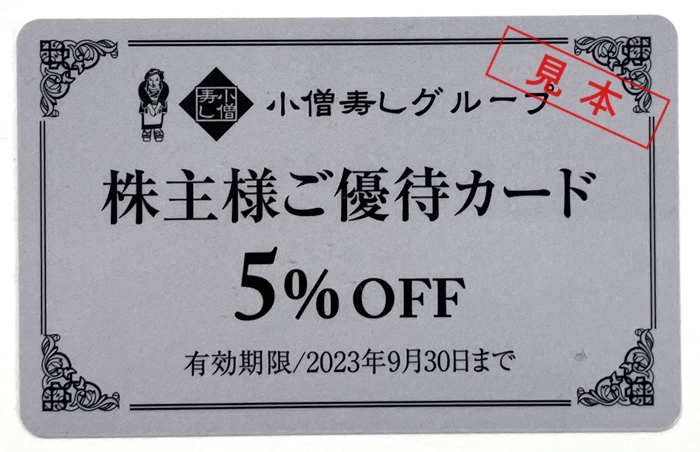 見本
小僧寿し
小僧寿しグループ
株主様ご優待カード
5% OFF
有効期限/2023年9月30日まで